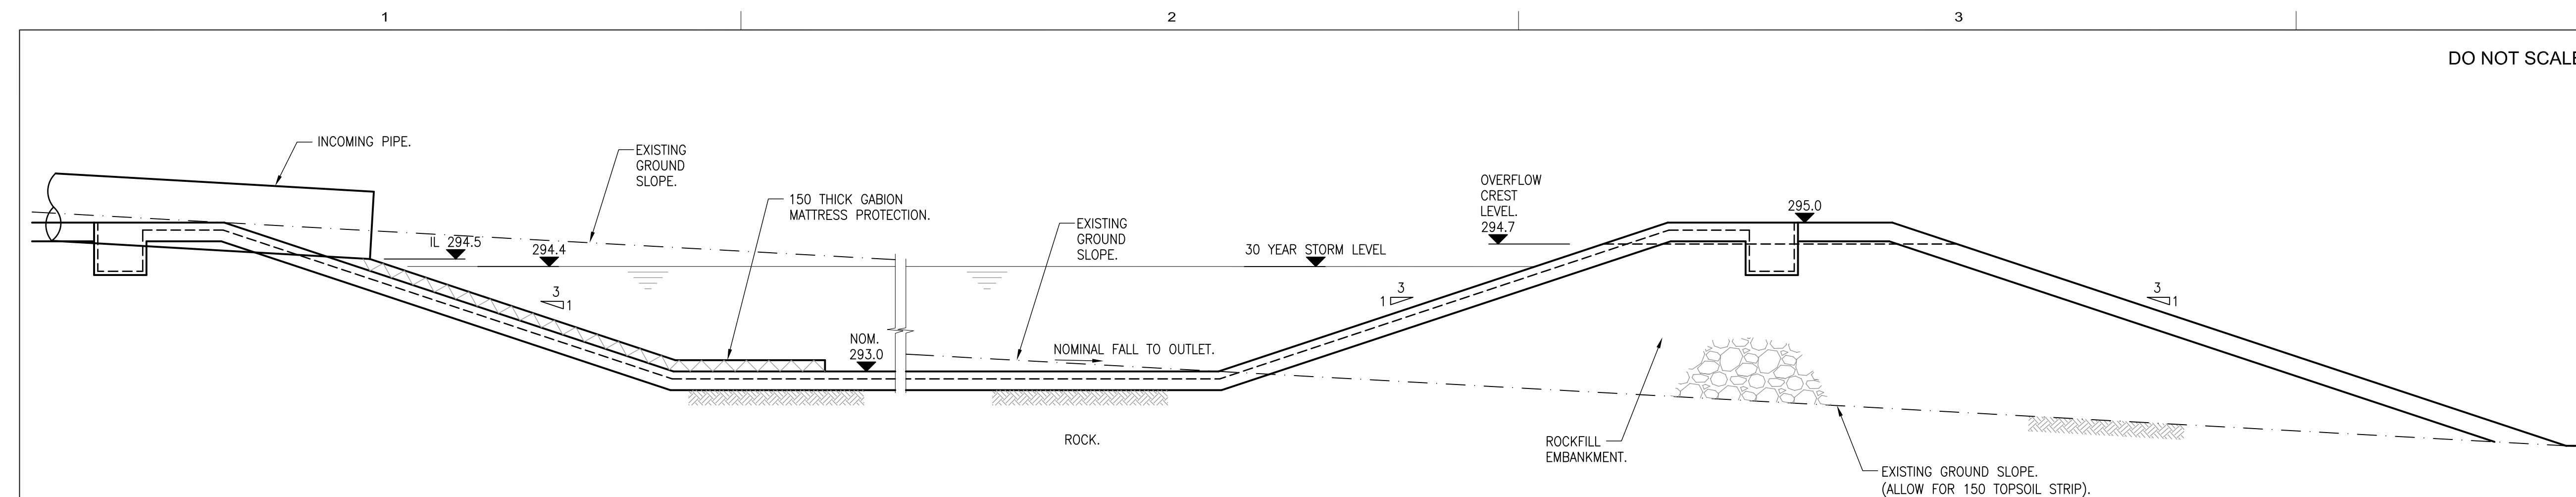 1
2
3
DO NOT SCALE
INCOMING PIPE.
EXISTING
GROUND
SLOPE.
150 THICK GABION
MATTRESS PROTECTION.
EXISTING
GROUND
SLOPE.
OVERFLOW
CREST
LEVEL.
294.7
295.0
IL 294.5
294.4
30 YEAR STORM LEVEL
3
1
3
1
3
1
NOM.
293.0
NOMINAL FALL TO OUTLET.
ROCK.
ROCKFILL
EMBANKMENT.
EXISTING GROUND SLOPE.
(ALLOW FOR 150 TOPSOIL STRIP).